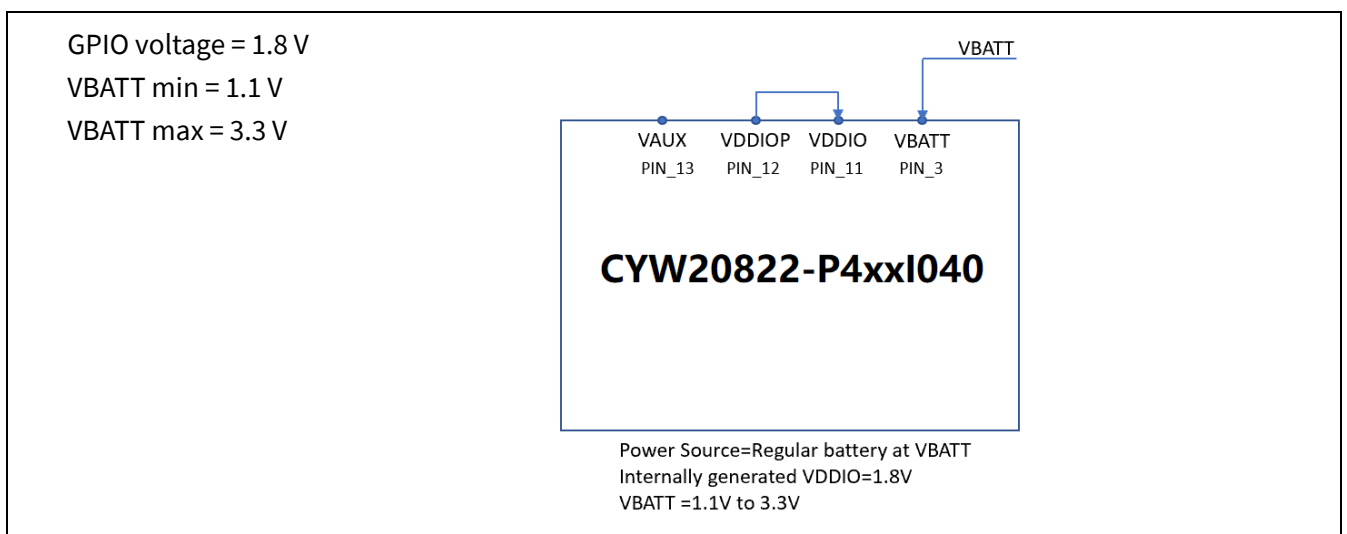 GPIO voltage = 1.8 V
VBATT min = 1.1 V
VBATT max = 3.3 V
VBATT
VAUX VDDIOP VDDIO VBATT
PIN_13 PIN_12 PIN_11 PIN_3
CYW20822-P4xxI040
Power Source=Regular battery at VBATT
Internally generated VDDIO=1.8V
VBATT =1.1V to 3.3V